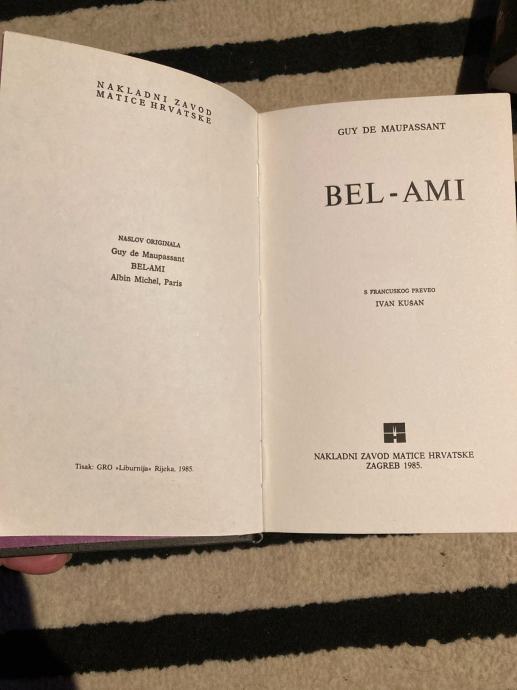 NAKLADNI ZAVOD
MATICE HRVATSKE
NASLOV ORIGINALA
Guy de Maupassant
BEL-AMI
Albin Michel, Paris
Tisak: GRO »Liburnija« Rijeka, 1985.
GUY DE MAUPASSANT
BEL-AMI
S FRANCUSKOG PREVEO
IVAN KUSAN
NAKLADNI ZAVOD MATICE HRVATSKE
ZAGREB 1985.